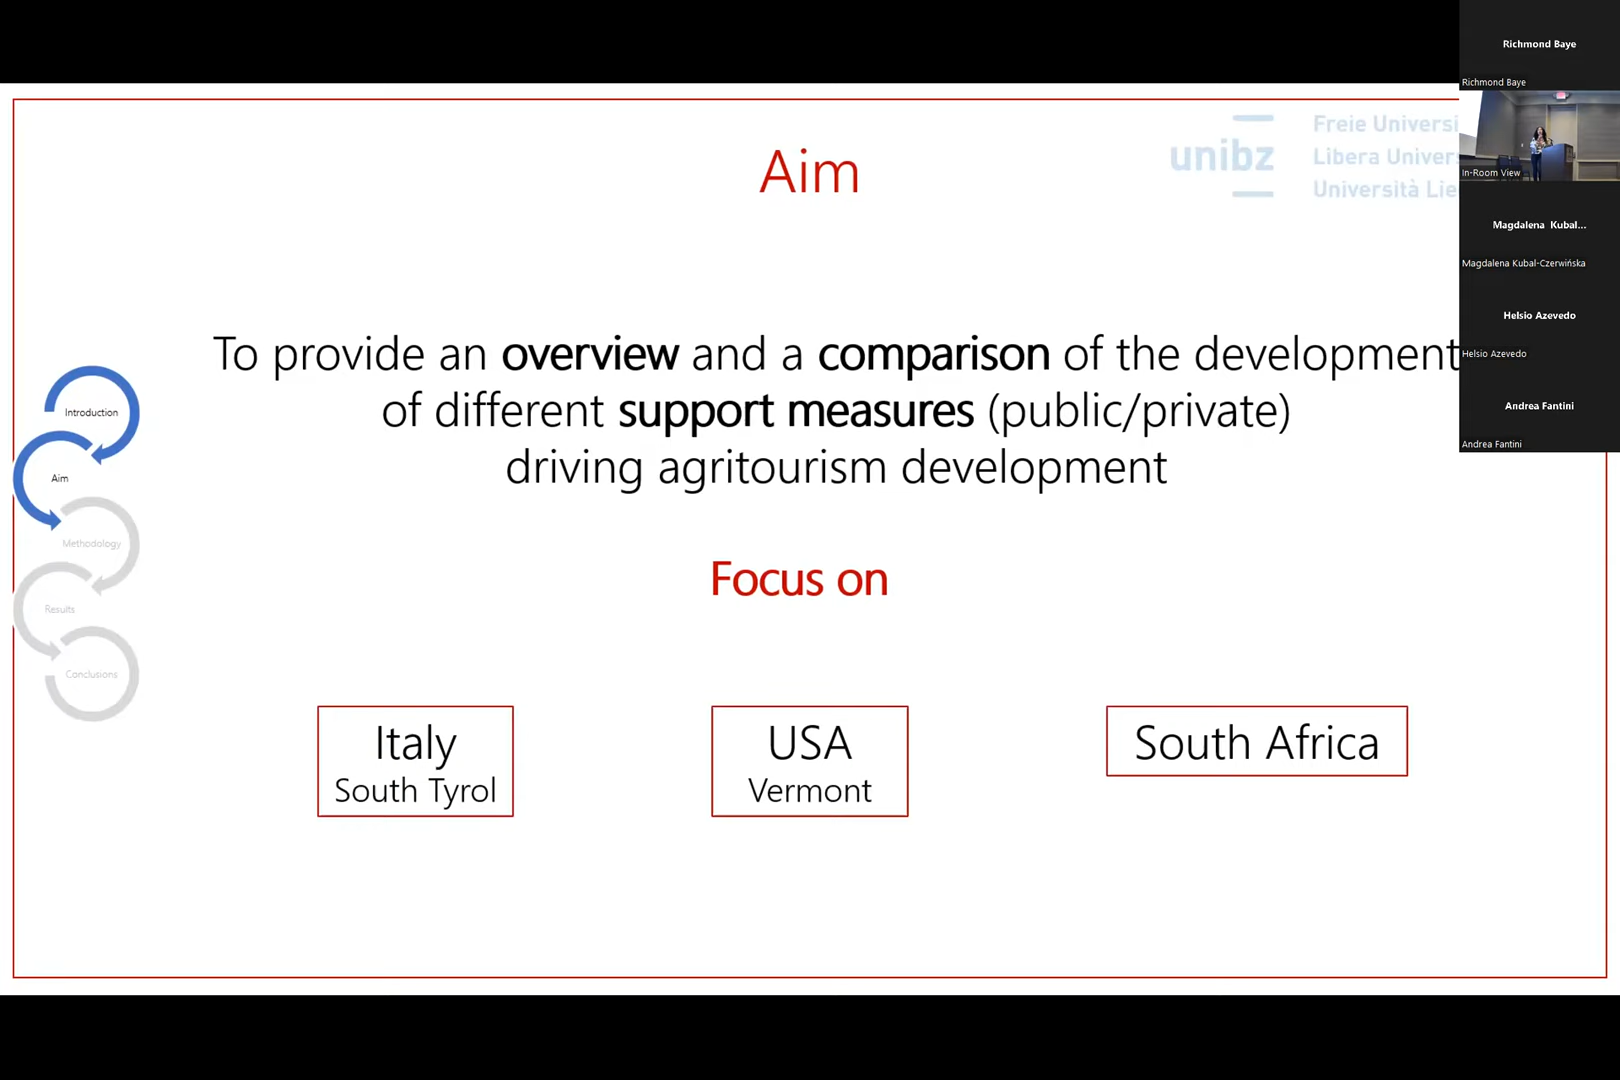 Aim
unibz
Freie Universi
Libera Univer
Università Lie
To provide an overview and a comparison of the development
of different support measures (public/private)
driving agritourism development
Focus on
Italy
South Tyrol
USA
Vermont
South Africa
Introduction
Aim
Methodology
Results
Conclusions
Richmond Baye
Richmond Baye
In-Room View
Magdalena Kubal...
Magdalena Kubal-Czerwińska
Helsio Azevedo
Helsio Azevedo
Andrea Fantini
Andrea Fantini